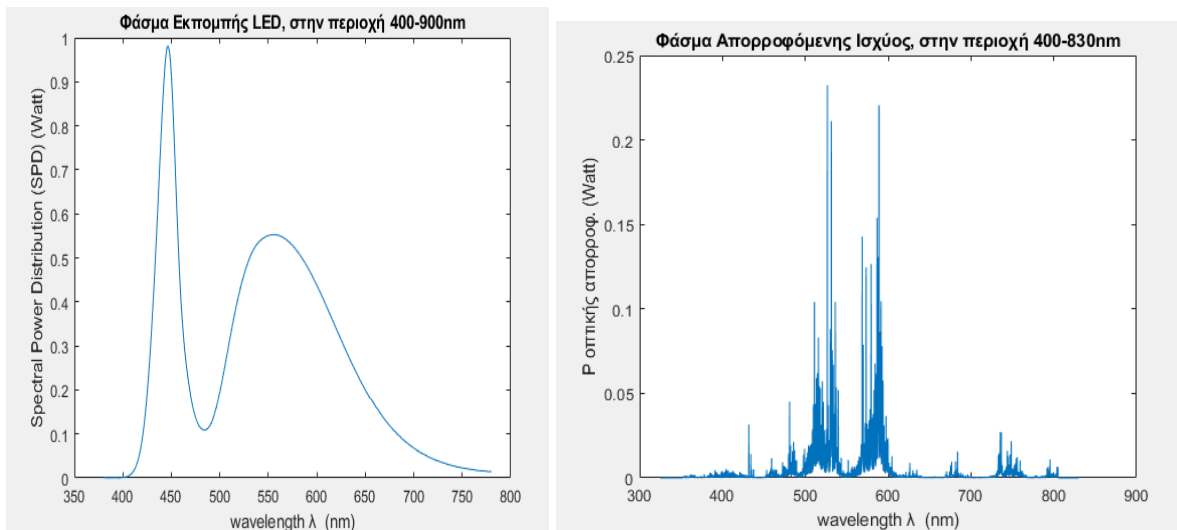 Φάσμα Εκπομπής LED, στην περιοχή 400-900nm
Spectral Power Distribution (SPD) (Watt)
1
0.9
0.8
0.7
0.6
0.5
0.4
0.3
0.2
0.1
0
350 400 450 500 550 600 650 700 750 800
wavelength λ (nm)
Φάσμα Απορροφόμενης Ισχύος, στην περιοχή 400-830nm
P οπτικής απορροφ. (Watt)
0.25
0.2
0.15
0.1
0.05
0
300 400 500 600 700 800 900
wavelength λ (nm)